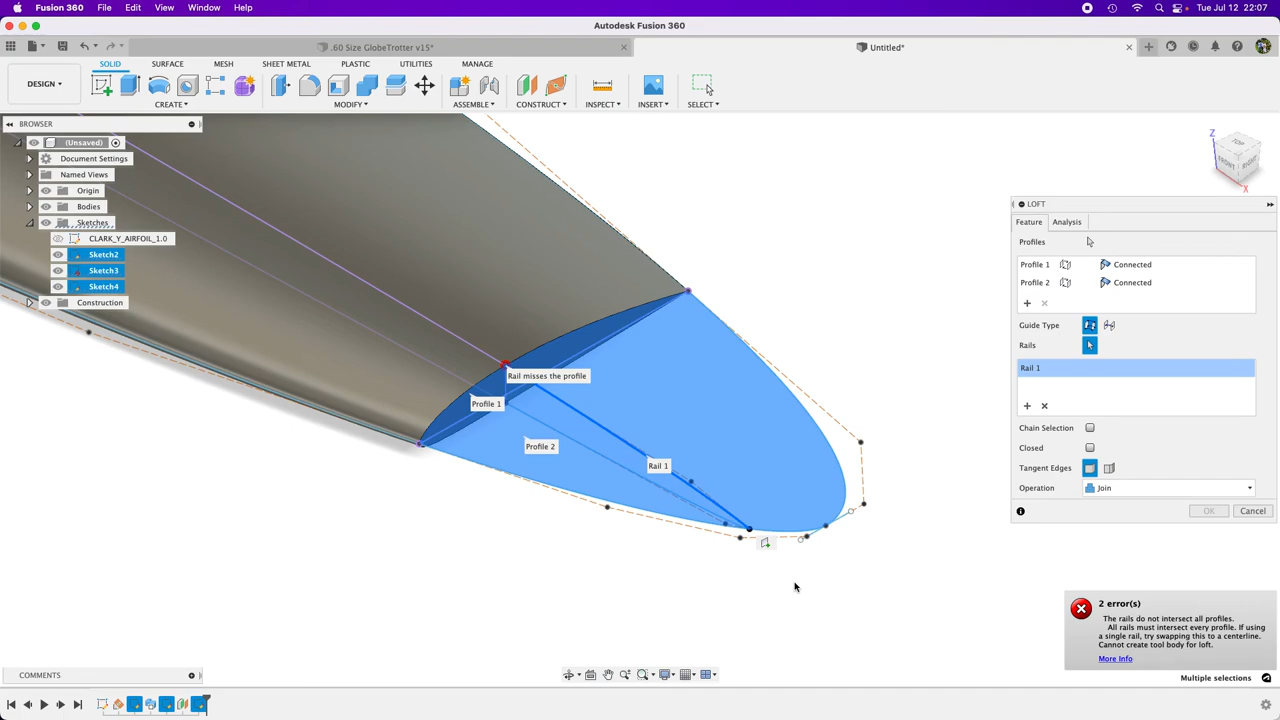 Fusion 360 File Edit View Window Help Tue Jul 12 22:07
Autodesk Fusion 360
.60 Size GlobeTrotter v15* Untitled*
SOLID SURFACE MESH SHEET METAL PLASTIC UTILITIES MANAGE
DESIGN
CREATE MODIFY ASSEMBLE CONSTRUCT INSPECT INSERT SELECT
BROWSER
(Unsaved)
Document Settings
Named Views
Origin
Bodies
Sketches
CLARK_Y_AIRFOIL_1.0
Sketch2
Sketch3
Sketch4
Construction
TOP
FRONT
RIGHT
Z
X
Rail misses the profile
Profile 1
Profile 2
Rail 1
LOFT
Feature Analysis
Profiles
Profile 1 Connected
Profile 2 Connected
Guide Type
Rails
Rail 1
Chain Selection
Closed
Tangent Edges
Operation Join
OK Cancel
2 error(s)
The rails do not intersect all profiles.
All rails must intersect every profile. If using
a single rail, try swapping this to a centerline.
Cannot create tool body for loft.
More Info
COMMENTS
Multiple selections